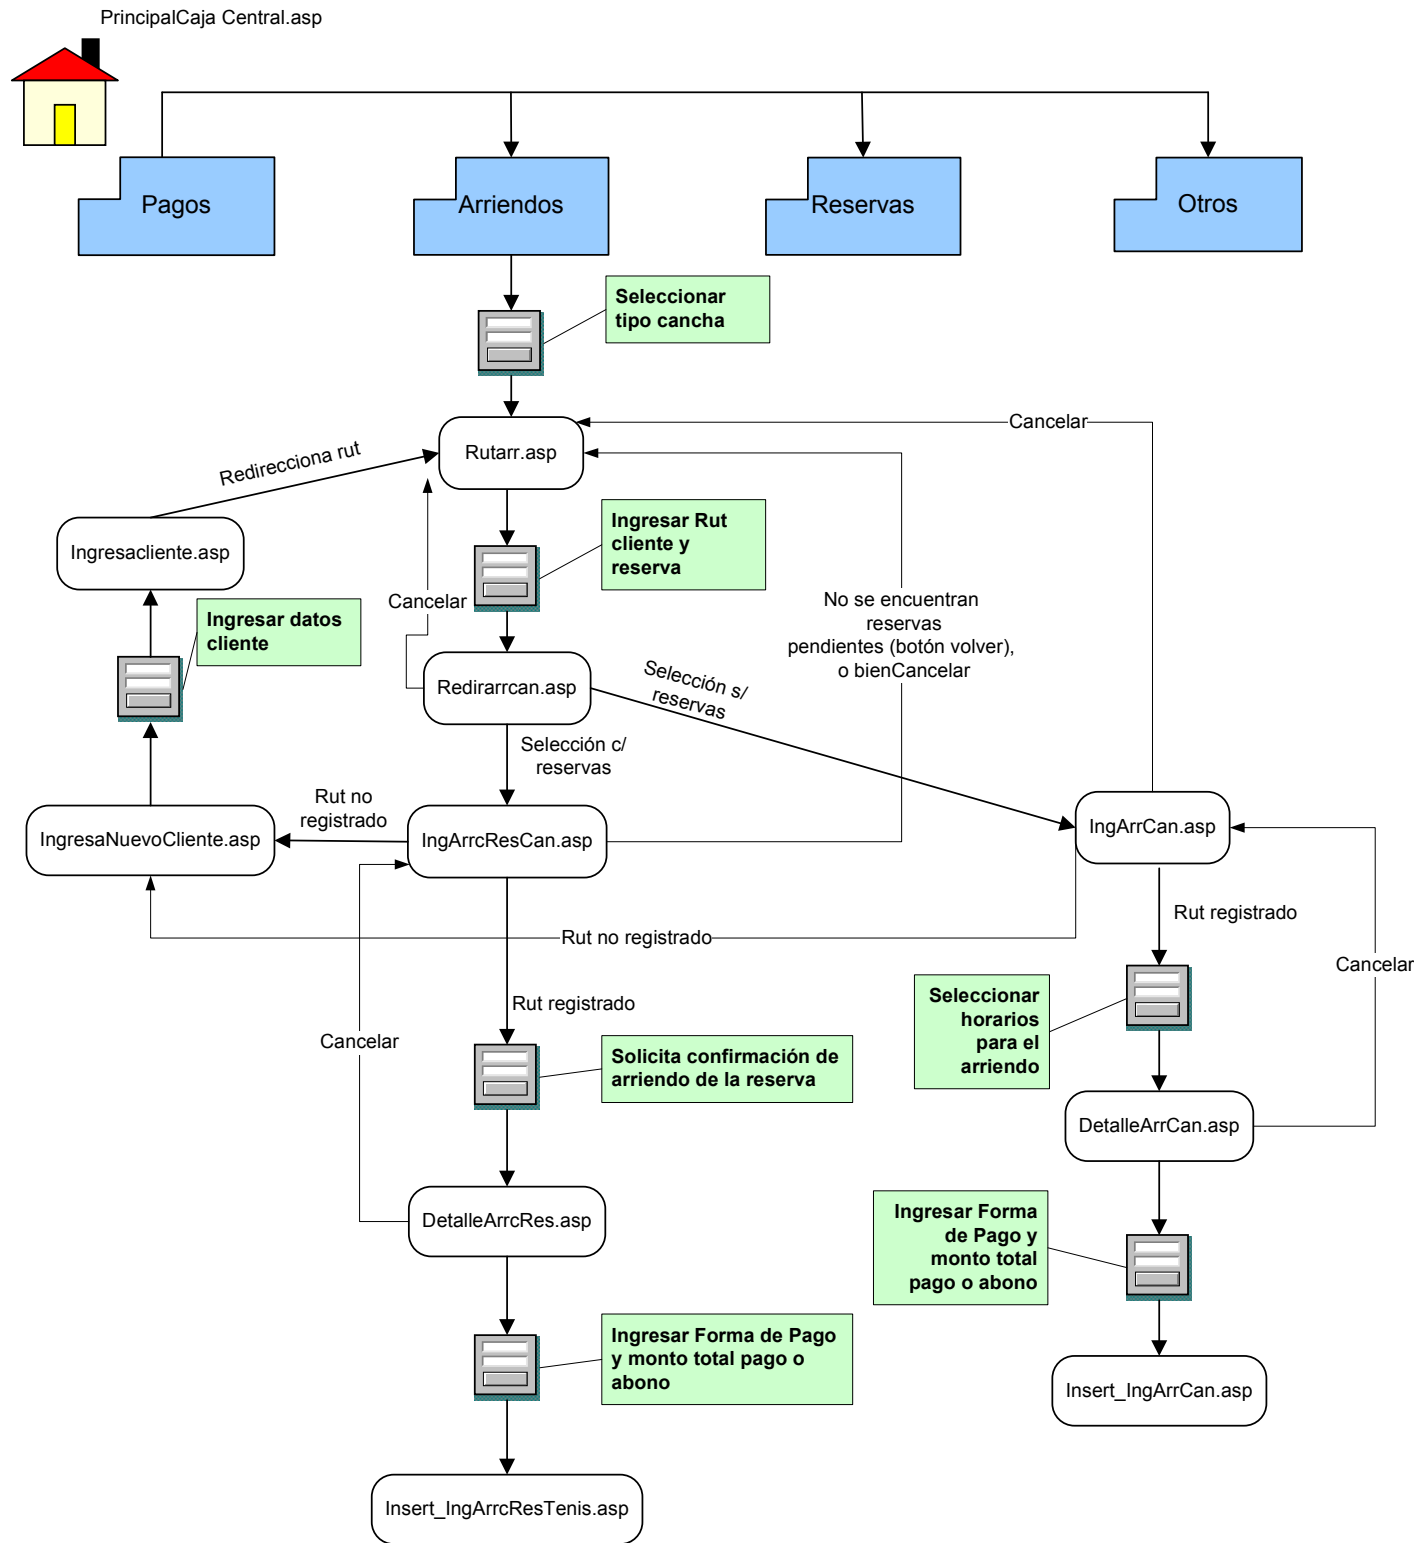 PrincipalCaja Central.asp
Pagos
Arriendos
Reservas
Otros
Seleccionar
tipo cancha
Cancelar
Rutarr.asp
Redirecciona rut
Ingresar Rut
cliente y
reserva
Ingresacliente.asp
Cancelar
No se encuentran
reservas
pendientes (botón volver),
o bienCancelar
Ingresar datos
cliente
Redirarrcan.asp
Selección s/
reservas
Selección c/
reservas
Rut no
registrado
IngresaNuevoCliente.asp
IngArrcResCan.asp
IngArrCan.asp
Rut registrado
Rut no registrado
Cancelar
Rut registrado
Seleccionar
horarios
para el
arriendo
Cancelar
Solicita confirmación de
arriendo de la reserva
DetalleArrCan.asp
DetalleArrcRes.asp
Ingresar Forma
de Pago y
monto total
pago o abono
Ingresar Forma de Pago
y monto total pago o
abono
Insert_IngArrCan.asp
Insert_IngArrcResTenis.asp